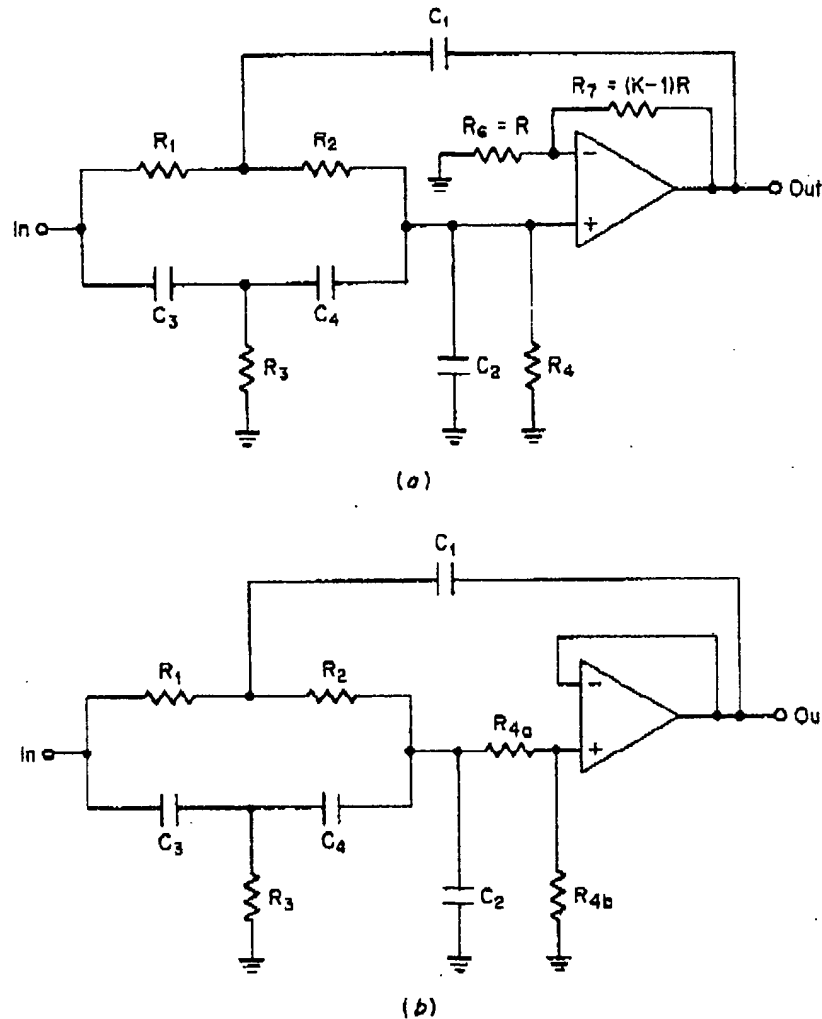 C₁
R₇ = (K-1)R
R₆ = R
R₁
R₂
In
Out
C₃
C₄
R₃
C₂
R₄
(a)
C₁
R₁
R₂
In
R₄ₐ
Ou
C₃
C₄
R₃
C₂
R₄b
(b)